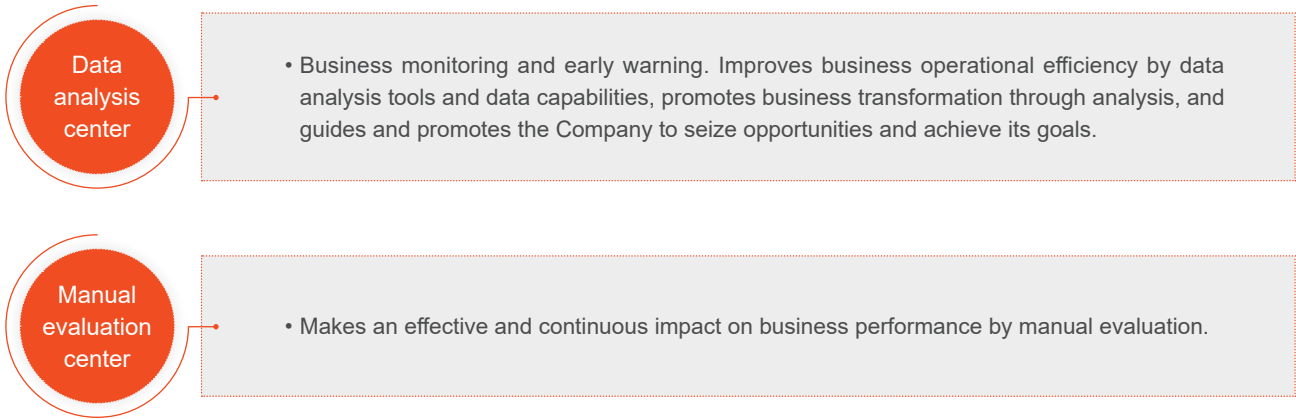 Data
analysis
center
• Business monitoring and early warning. Improves business operational efficiency by data
analysis tools and data capabilities, promotes business transformation through analysis, and
guides and promotes the Company to seize opportunities and achieve its goals.
Manual
evaluation
center
• Makes an effective and continuous impact on business performance by manual evaluation.